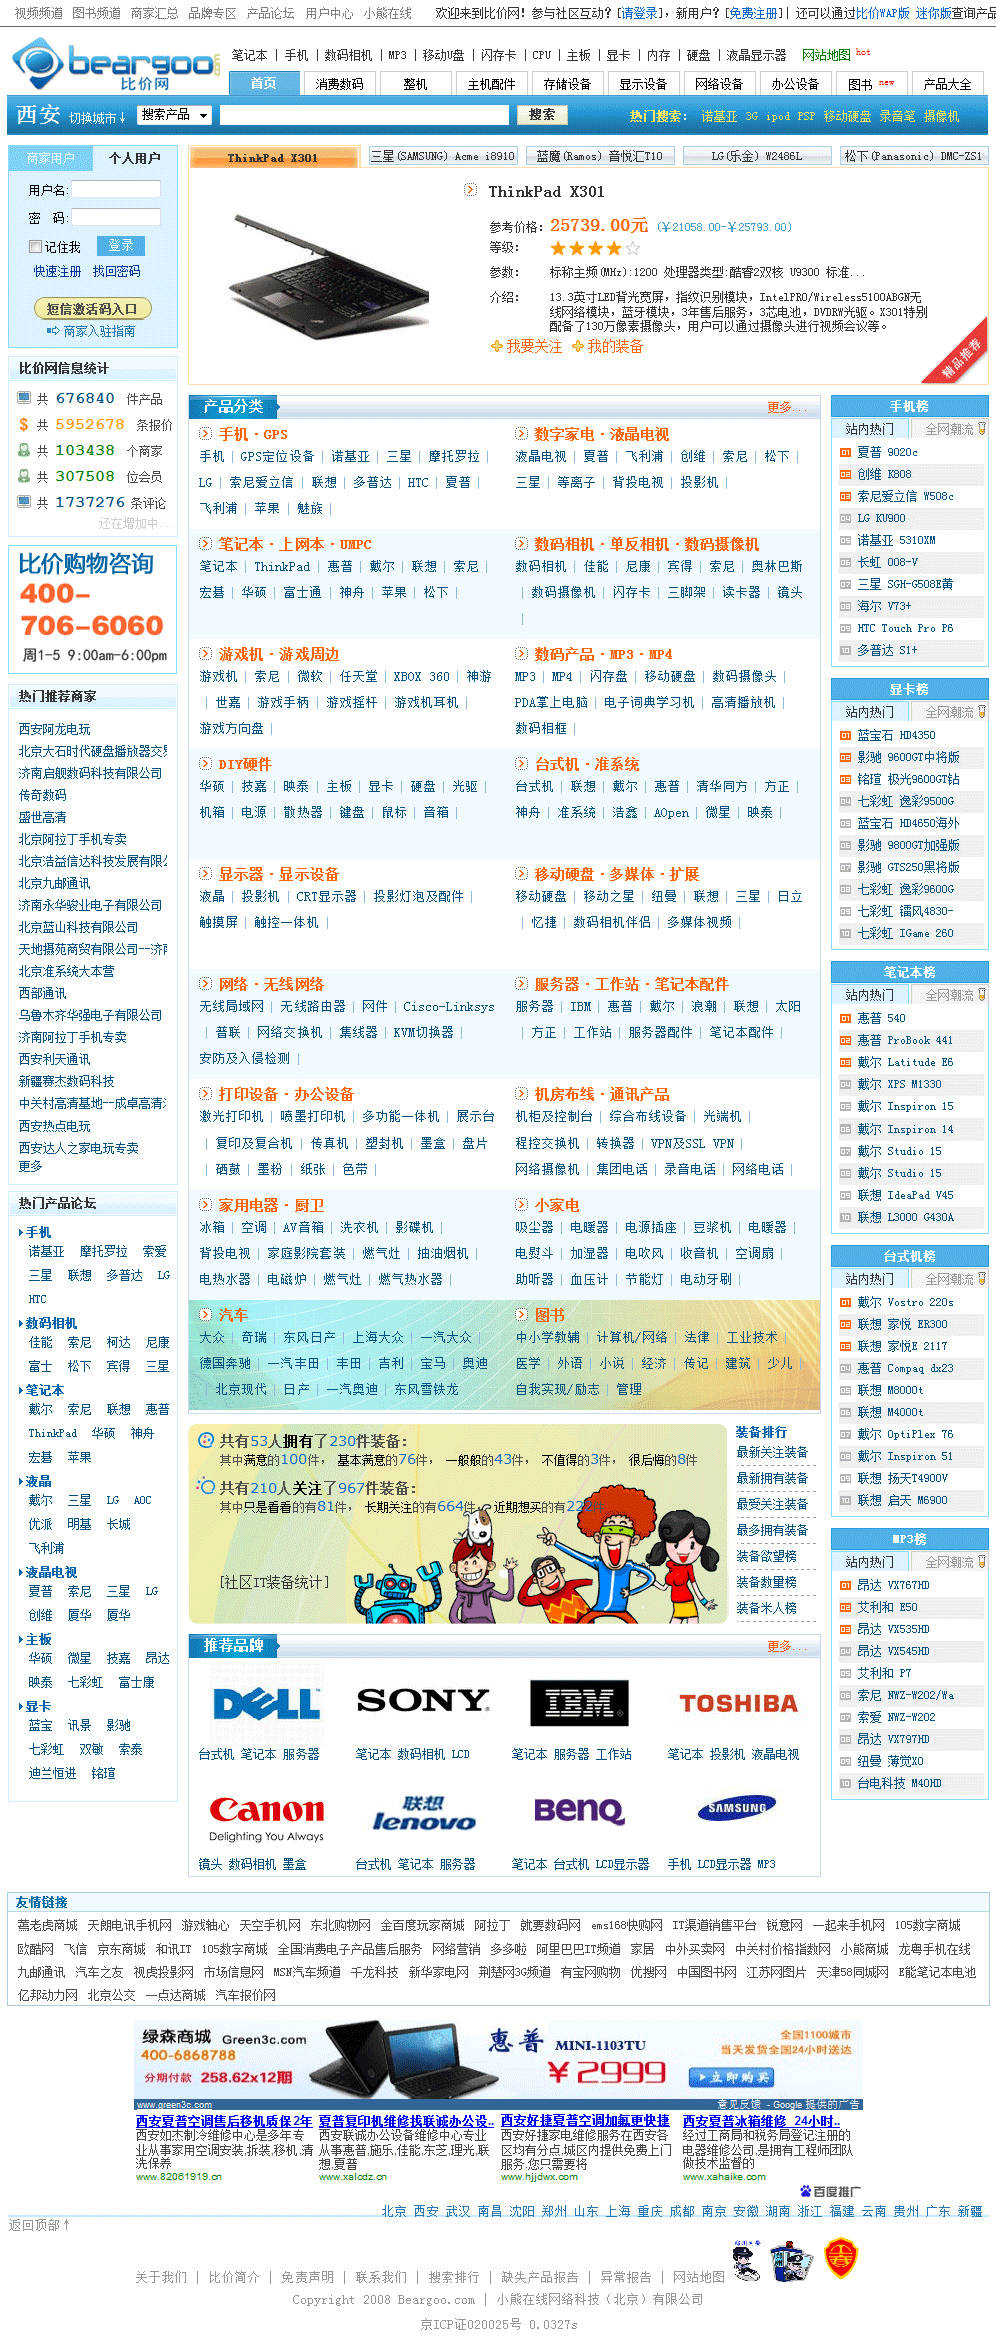 视频频道 图书频道 商家汇总 品牌专区 产品论坛 用户中心 小熊在线
欢迎来到比价网！参与社区互动？[请登录]，新用户？[免费注册]| 还可以通过比价WAP版 迷你版查询产品
beargoo.com
比价网
笔记本 | 手机 | 数码相机 | MP3 | 移动U盘 | 闪存卡 | CPU | 主板 | 显卡 | 内存 | 硬盘 | 液晶显示器 网站地图 hot
首页 消费数码 整机 主机配件 存储设备 显示设备 网络设备 办公设备 图书 new 产品大全
西安 切换城市↓ 搜索产品 搜索 热门搜索： 诺基亚 3G ipod PSP 移动硬盘 录音笔 摄像机
商家用户 个人用户
用户名:
密 码:
记住我 登录
快速注册 找回密码
短信激活码入口
商家入驻指南
ThinkPad X301 三星(SAMSUNG) Acme i8910 蓝魔(Ramos) 音悦汇T10 LG(乐金) W2486L 松下(Panasonic) DMC-ZS1
ThinkPad X301
参考价格：25739.00元 (￥21058.00-￥25793.00)
等级：
参数： 标称主频(MHz):1200 处理器类型:酷睿2双核 U9300 标准...
介绍： 13.3英寸LED背光宽屏，指纹识别模块，IntelPRO/Wireless5100ABGN无
线网络模块，蓝牙模块，3年售后服务，3芯电池，DVDRW光驱。X301特别
配备了130万像素摄像头，用户可以通过摄像头进行视频会议等。
我要关注 我的装备
精品推荐
比价网信息统计
共 676840 件产品
共 5952678 条报价
共 103438 个商家
共 307508 位会员
共 1737276 条评论
还在增加中...
比价购物咨询
400-
706-6060
周1-5 9:00am-6:00pm
热门推荐商家
西安阿龙电玩
北京大石时代硬盘播放器交
济南启舰数码科技有限公司
传奇数码
盛世高清
北京阿拉丁手机专卖
北京浩益信达科技发展有限
北京九邮通讯
济南永华骏业电子有限公司
北京蓝山科技有限公司
天地摄苑商贸有限公司--济
北京准系统大本营
西部通讯
乌鲁木齐华强电子有限公司
济南阿拉丁手机专卖
西安利天通讯
新疆赛杰数码科技
中关村高清基地--成卓高清
西安热点电玩
西安达人之家电玩专卖
更多
热门产品论坛
手机
诺基亚 摩托罗拉 索爱
三星 联想 多普达 LG
HTC
数码相机
佳能 索尼 柯达 尼康
富士 松下 宾得 三星
笔记本
戴尔 索尼 联想 惠普
ThinkPad 华硕 神舟
宏碁 苹果
液晶
戴尔 三星 LG AOC
优派 明基 长城
飞利浦
液晶电视
夏普 索尼 三星 LG
创维 厦华 厦华
主板
华硕 微星 技嘉 昂达
映泰 七彩虹 富士康
显卡
蓝宝 讯景 影驰
七彩虹 双敏 索泰
迪兰恒进 铭瑄
产品分类 更多...
手机·GPS
手机 | GPS定位设备 | 诺基亚 | 三星 | 摩托罗拉 |
LG | 索尼爱立信 | 联想 | 多普达 | HTC | 夏普 |
飞利浦 | 苹果 | 魅族 |
数字家电·液晶电视
液晶电视 | 夏普 | 飞利浦 | 创维 | 索尼 | 松下 |
三星 | 等离子 | 背投电视 | 投影机 |
笔记本·上网本·UMPC
笔记本 | ThinkPad | 惠普 | 戴尔 | 联想 | 索尼 |
宏碁 | 华硕 | 富士通 | 神舟 | 苹果 | 松下 |
数码相机·单反相机·数码摄像机
数码相机 | 佳能 | 尼康 | 宾得 | 索尼 | 奥林巴斯
| 数码摄像机 | 闪存卡 | 三脚架 | 读卡器 | 镜头
|
游戏机·游戏周边
游戏机 | 索尼 | 微软 | 任天堂 | XBOX 360 | 神游
| 世嘉 | 游戏手柄 | 游戏摇杆 | 游戏机耳机 |
游戏方向盘 |
数码产品·MP3·MP4
MP3 | MP4 | 闪存盘 | 移动硬盘 | 数码摄像头 |
PDA掌上电脑 | 电子词典学习机 | 高清播放机 |
数码相框 |
DIY硬件
华硕 | 技嘉 | 映泰 | 主板 | 显卡 | 硬盘 | 光驱 |
机箱 | 电源 | 散热器 | 键盘 | 鼠标 | 音箱 |
台式机·准系统
台式机 | 联想 | 戴尔 | 惠普 | 清华同方 | 方正 |
神舟 | 准系统 | 浩鑫 | AOpen | 微星 | 映泰 |
显示器·显示设备
液晶 | 投影机 | CRT显示器 | 投影灯泡及配件 |
触摸屏 | 触控一体机 |
移动硬盘·多媒体·扩展
移动硬盘 | 移动之星 | 纽曼 | 联想 | 三星 | 日立
| 忆捷 | 数码相机伴侣 | 多媒体视频 |
网络·无线网络
无线局域网 | 无线路由器 | 网件 | Cisco-Linksys
| 普联 | 网络交换机 | 集线器 | KVM切换器 |
安防及入侵检测 |
服务器·工作站·笔记本配件
服务器 | IBM | 惠普 | 戴尔 | 浪潮 | 联想 | 太阳
| 方正 | 工作站 | 服务器配件 | 笔记本配件 |
打印设备·办公设备
激光打印机 | 喷墨打印机 | 多功能一体机 | 展示台
| 复印及复合机 | 传真机 | 塑封机 | 墨盒 | 盘片
| 硒鼓 | 墨粉 | 纸张 | 色带 |
机房布线·通讯产品
机柜及控制台 | 综合布线设备 | 光端机 |
程控交换机 | 转换器 | VPN及SSL VPN |
网络摄像机 | 集团电话 | 录音电话 | 网络电话 |
家用电器·厨卫
冰箱 | 空调 | AV音箱 | 洗衣机 | 影碟机 |
背投电视 | 家庭影院套装 | 燃气灶 | 抽油烟机 |
电热水器 | 电磁炉 | 燃气灶 | 燃气热水器 |
小家电
吸尘器 | 电暖器 | 电源插座 | 豆浆机 | 电暖器 |
电熨斗 | 加湿器 | 电吹风 | 收音机 | 空调扇 |
助听器 | 血压计 | 节能灯 | 电动牙刷 |
汽车
大众 | 奇瑞 | 东风日产 | 上海大众 | 一汽大众 |
德国奔驰 | 一汽丰田 | 丰田 | 吉利 | 宝马 | 奥迪
| 北京现代 | 日产 | 一汽奥迪 | 东风雪铁龙
图书
中小学教辅 | 计算机/网络 | 法律 | 工业技术 |
医学 | 外语 | 小说 | 经济 | 传记 | 建筑 | 少儿 |
自我实现/励志 | 管理
共有53人拥有了230件装备：
其中满意的100件， 基本满意的76件， 一般般的43件， 不值得的3件， 很后悔的8件
共有210人关注了967件装备：
其中只是看看的有81件， 长期关注的有664件， 近期想买的有222件
[社区IT装备统计]
装备排行
最新关注装备
最新拥有装备
最受关注装备
最多拥有装备
装备欲望榜
装备数量榜
装备米人榜
推荐品牌 更多...
DELL SONY IBM TOSHIBA
台式机 笔记本 服务器 笔记本 数码相机 LCD 笔记本 服务器 工作站 笔记本 投影机 液晶电视
Canon Delighting You Always 联想 lenovo BenQ SAMSUNG
镜头 数码相机 墨盒 台式机 笔记本 服务器 笔记本 台式机 LCD显示器 手机 LCD显示器 MP3
手机榜
站内热门 全网潮流
01 夏普 9020c
02 创维 K808
03 索尼爱立信 W508c
04 LG KU900
05 诺基亚 5310XM
06 长虹 008-V
07 三星 SGH-G508E黄
08 海尔 V73+
09 HTC Touch Pro P6
10 多普达 S1+
显卡榜
站内热门 全网潮流
01 蓝宝石 HD4350
02 影驰 9600GT中将版
03 铭瑄 极光9600GT钻
04 七彩虹 逸彩9500G
05 蓝宝石 HD4650海外
06 影驰 9800GT加强版
07 影驰 GTS250黑将版
08 七彩虹 逸彩9600G
09 七彩虹 镭风4830-
10 七彩虹 IGame 260
笔记本榜
站内热门 全网潮流
01 惠普 540
02 惠普 ProBook 441
03 戴尔 Latitude E6
04 戴尔 XPS M1330
05 戴尔 Inspiron 15
06 戴尔 Inspiron 14
07 戴尔 Studio 15
08 戴尔 Studio 15
09 联想 IdeaPad V45
10 联想 L3000 G430A
台式机榜
站内热门 全网潮流
01 戴尔 Vostro 220s
02 联想 家悦 ER300
03 联想 家悦E 2117
04 惠普 Compaq dx23
05 联想 M8000t
06 联想 M4000t
07 戴尔 OptiPlex 76
08 戴尔 Inspiron 51
09 联想 扬天T4900V
10 联想 启天 M6900
MP3榜
站内热门 全网潮流
01 昂达 VX767HD
02 艾利和 E50
03 昂达 VX535HD
04 昂达 VX545HD
05 艾利和 P7
06 索尼 NWZ-W202/Wa
07 索爱 NWZ-W202
08 昂达 VX797HD
09 纽曼 薄觉X0
10 台电科技 M40HD
友情链接
蒿老虎商城 天朗电讯手机网 游戏轴心 天空手机网 东北购物网 金百度玩家商城 阿拉丁 就要数码网 ems168快购网 IT渠道销售平台 锐意网 一起来手机网 105数字商城
欧酷网 飞信 京东商城 和讯IT 105数字商城 全国消费电子产品售后服务 网络营销 多多啦 阿里巴巴IT频道 家居 中外买卖网 中关村价格指数网 小熊商城 龙粤手机在线
九邮通讯 汽车之友 视虎投影网 市场信息网 MSN汽车频道 千龙科技 新华家电网 荆楚网3G频道 有宝网购物 优搜网 中国图书网 江苏网图片 天津58同城网 E能笔记本电池
亿邦动力网 北京公交 一点达商城 汽车报价网
绿森商城 Green3c.com
400-6868788
分期付款 258.62x12期
惠普 MINI-1103TU
￥2999
全国1100城市
当天发货全国24小时送达
立即购买
www.green3c.com 意见反馈 - Google 提供的广告
西安夏普空调售后移机质保2年
西安如杰制冷维修中心是多年专
业从事家用空调安装,拆装,移机,清
洗保养
www.82061919.cn
夏普复印机维修找联诚办公设..
西安联诚办公设备维修中心专业
从事惠普,施乐,佳能,东芝,理光,联
想,夏普
www.xalcdz.cn
西安好捷夏普空调加氟更快捷
西安好捷家电维修服务在西安各
区均有分点,城区内提供免费上门
服务.您只需要将
www.hjjdwx.com
西安夏普冰箱维修 24小时..
经过工商局和税务局登记注册的
电器维修公司,是拥有工程师团队
做技术监督的
www.xahaike.com
百度推广
北京 西安 武汉 南昌 沈阳 郑州 山东 上海 重庆 成都 南京 安徽 湖南 浙江 福建 云南 贵州 广东 新疆
返回顶部↑
关于我们 | 比价简介 | 免责声明 | 联系我们 | 搜索排行 | 缺失产品报告 | 异常报告 | 网站地图
Copyright 2008 Beargoo.com | 小熊在线网络科技（北京）有限公司
京ICP证020025号 0.0327s